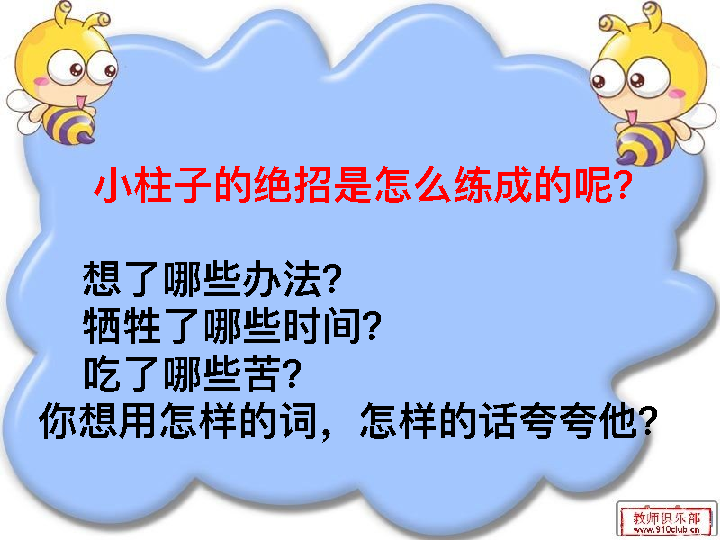 小柱子的绝招是怎么练成的呢?
想了哪些办法?
牺牲了哪些时间?
吃了哪些苦?
你想用怎样的词，怎样的话夸夸他?
教师俱乐部
www.910club.cn